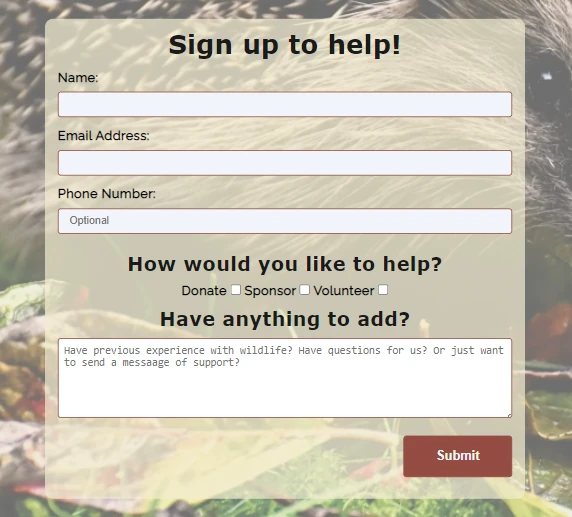 Sign up to help!
Name:
Email Address:
Phone Number:
Optional
How would you like to help?
Donate Sponsor Volunteer
Have anything to add?
Have previous experience with wildlife? Have questions for us? Or just want
to send a messaage of support?
Submit